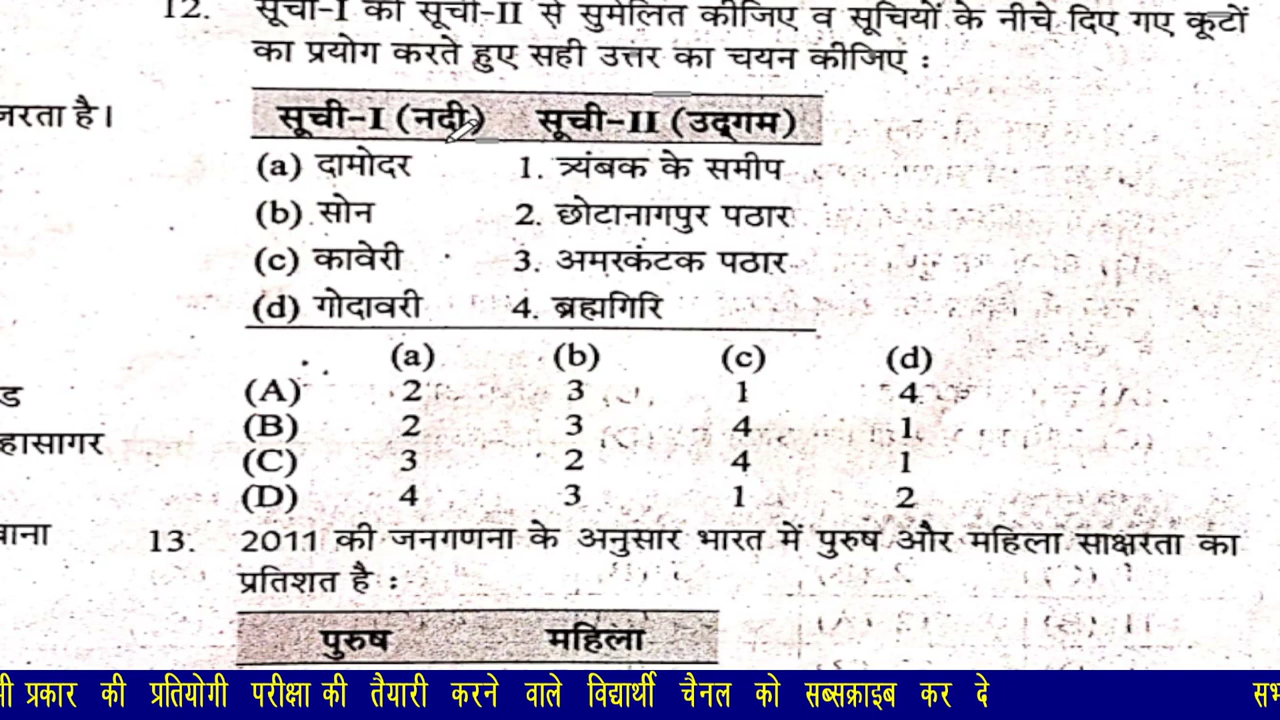 12. सूची-I को सूची-II से सुमेलित कीजिए व सूचियों के नीचे दिए गए कूटों
का प्रयोग करते हुए सही उत्तर का चयन कीजिए :
जरता है।
सूची-I (नदी) सूची-II (उद्गम)
(a) दामोदर 1. त्र्यंबक के समीप
(b) सोन 2. छोटानागपुर पठार
(c) कावेरी 3. अमरकंटक पठार
(d) गोदावरी 4. ब्रह्मगिरि
(a) (b) (c) (d)
(A) 2 3 1 4
(B) 2 3 4 1
(C) 3 2 4 1
(D) 4 3 1 2
ड
हासागर
13. 2011 की जनगणना के अनुसार भारत में पुरुष और महिला साक्षरता का
प्रतिशत है :
पुरुष महिला
प्रकार की प्रतियोगी परीक्षा की तैयारी करने वाले विद्यार्थी चैनल को सब्सक्राइब कर दे